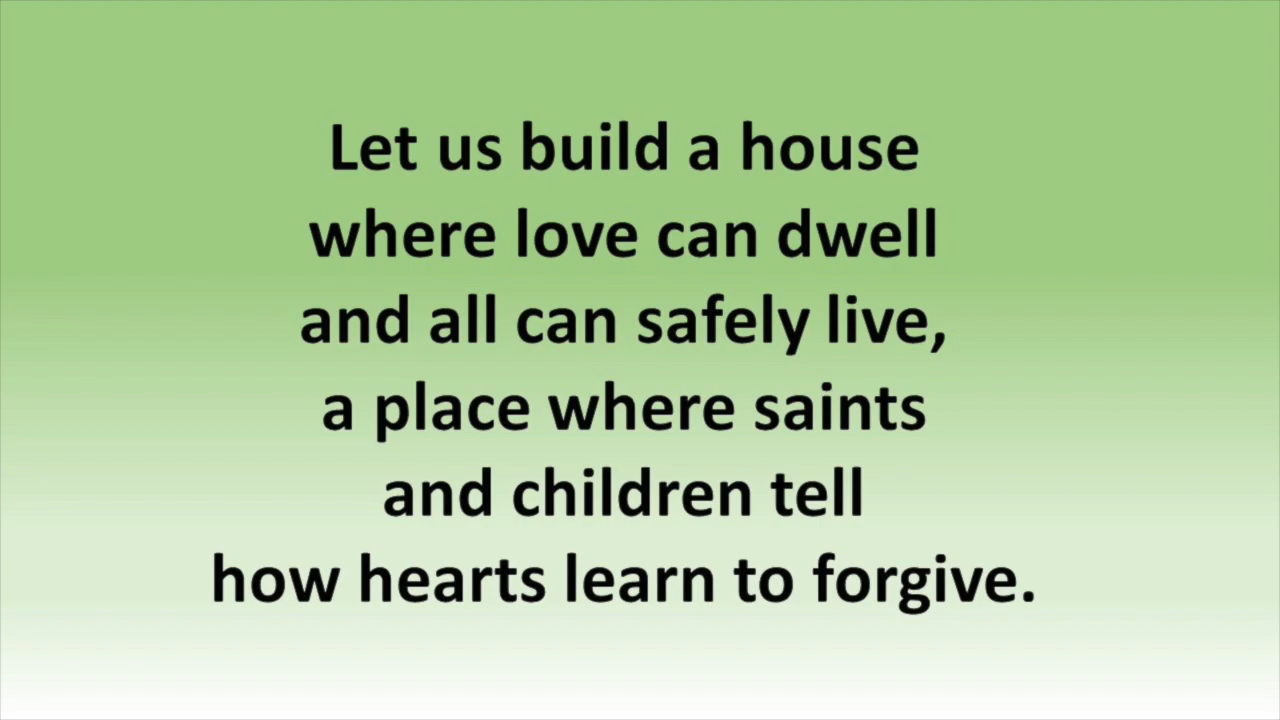 Let us build a house
where love can dwell
and all can safely live,
a place where saints
and children tell
how hearts learn to forgive.